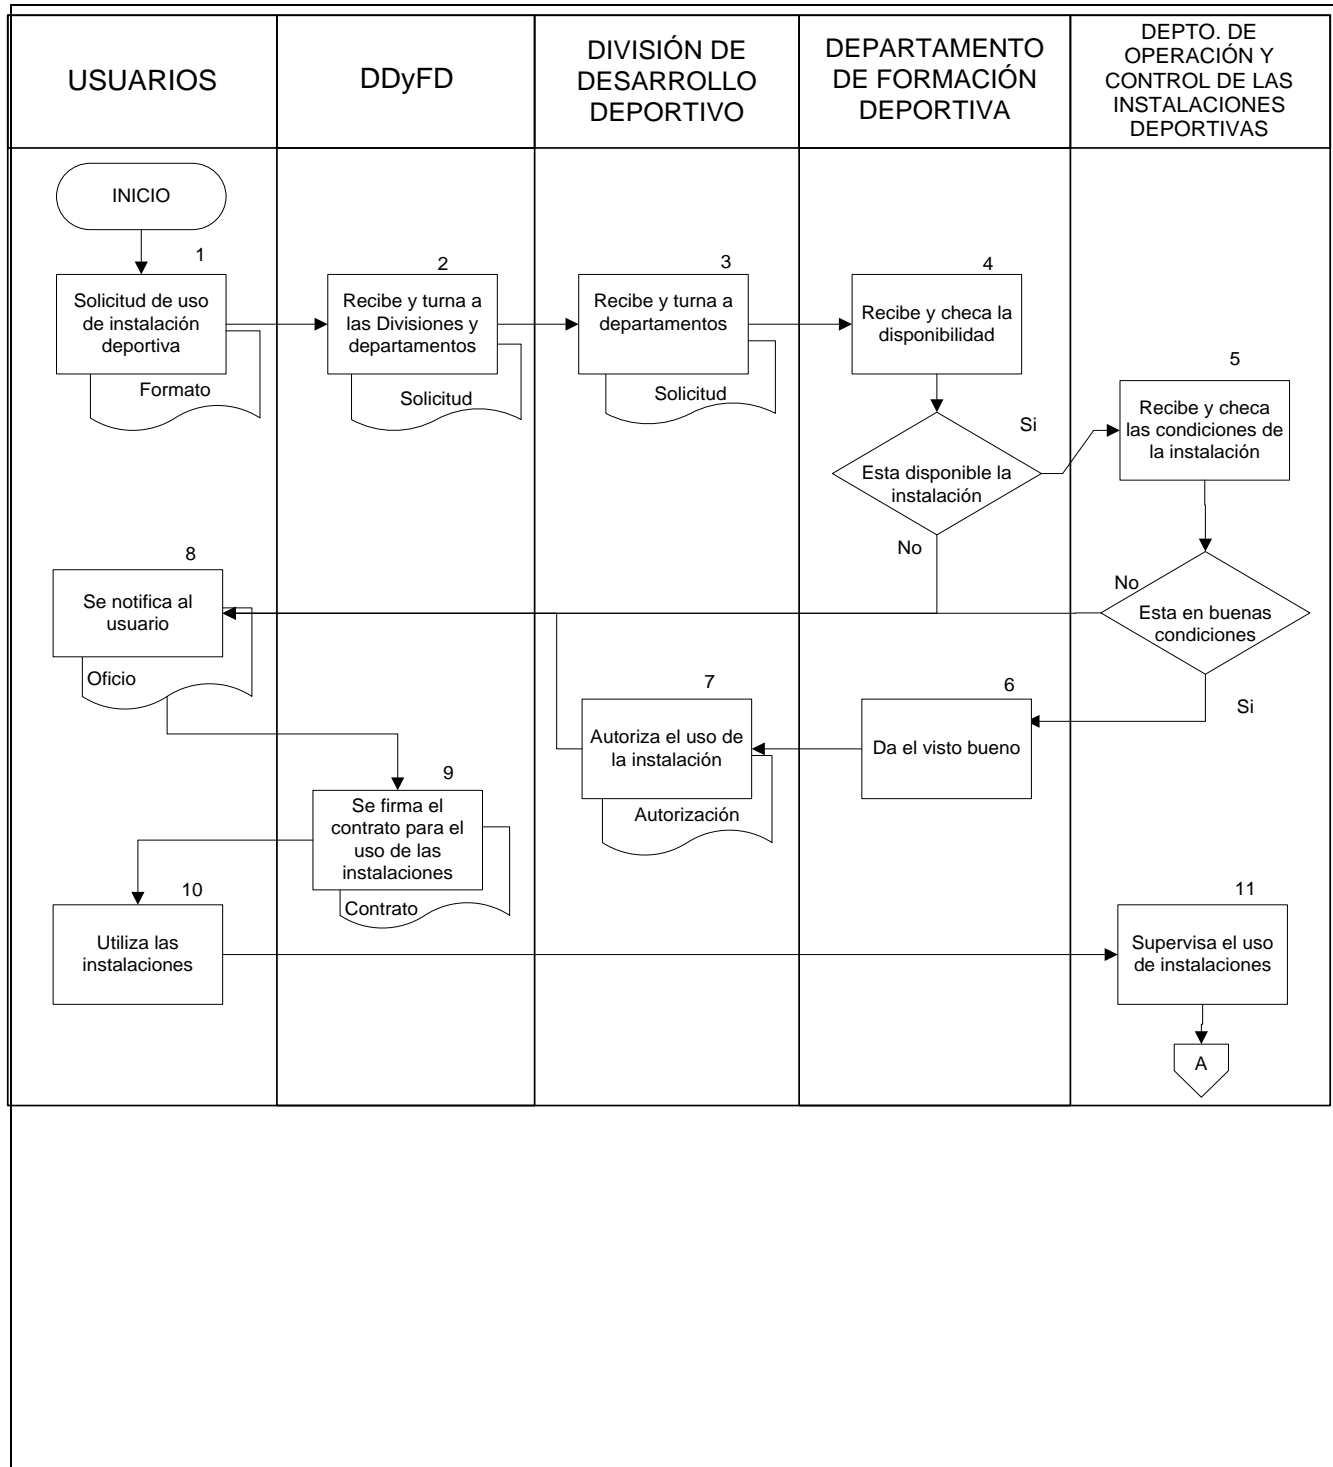 USUARIOS
DDyFD
DIVISIÓN DE
DESARROLLO
DEPORTIVO
DEPARTAMENTO
DE FORMACIÓN
DEPORTIVA
DEPTO. DE
OPERACIÓN Y
CONTROL DE LAS
INSTALACIONES
DEPORTIVAS
INICIO
1
Solicitud de uso
de instalación
deportiva
Formato
2
Recibe y turna a
las Divisiones y
departamentos
Solicitud
3
Recibe y turna a
departamentos
Solicitud
4
Recibe y checa la
disponibilidad
Esta disponible la
instalación
Si
No
5
Recibe y checa
las condiciones de
la instalación
No
Esta en buenas
condiciones
Si
8
Se notifica al
usuario
Oficio
7
Autoriza el uso de
la instalación
Autorización
6
Da el visto bueno
9
Se firma el
contrato para el
uso de las
instalaciones
Contrato
10
Utiliza las
instalaciones
11
Supervisa el uso
de instalaciones
A